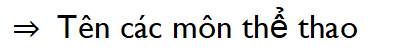 ⇒ Tên các môn thể thao